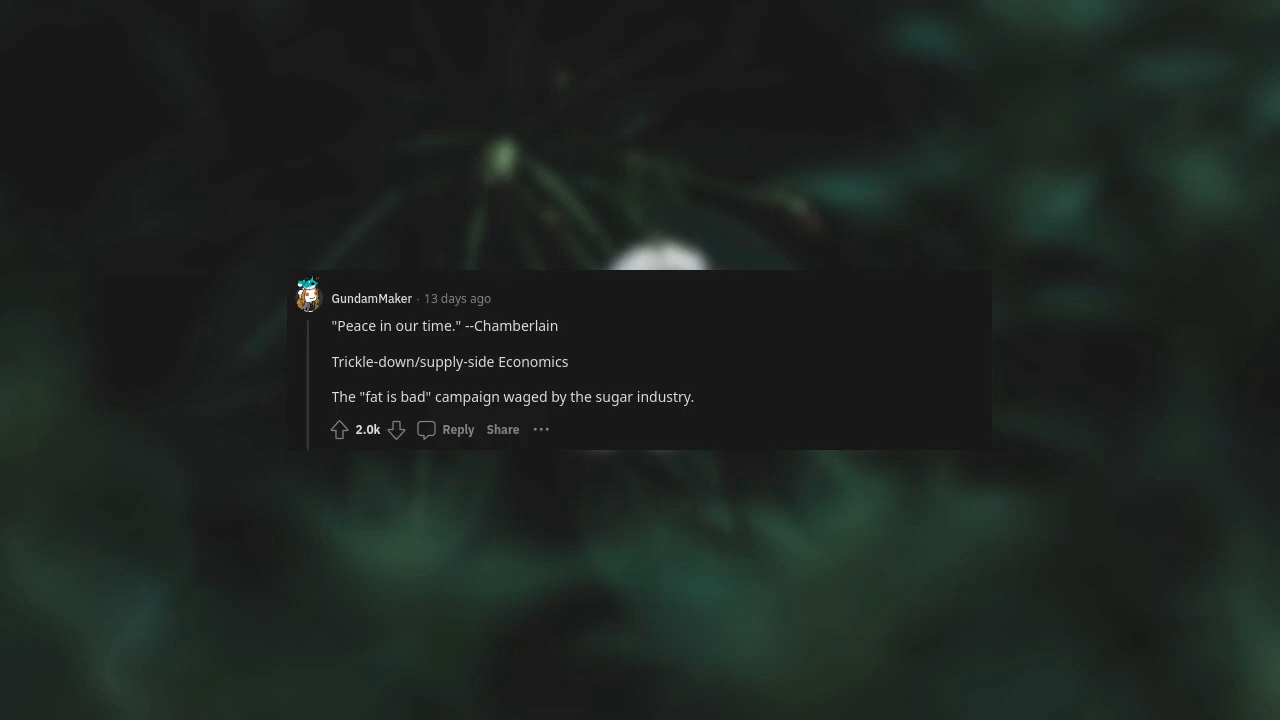 GundamMaker · 13 days ago
"Peace in our time." --Chamberlain
Trickle-down/supply-side Economics
The "fat is bad" campaign waged by the sugar industry.
2.0k Reply Share ···